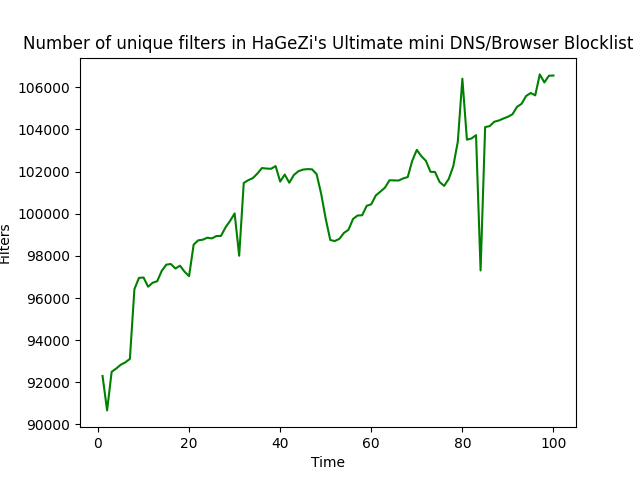 Number of unique filters in HaGeZi's Ultimate mini DNS/Browser Blocklist
106000
104000
102000
100000
98000
96000
94000
92000
90000
Filters
0 20 40 60 80 100
Time